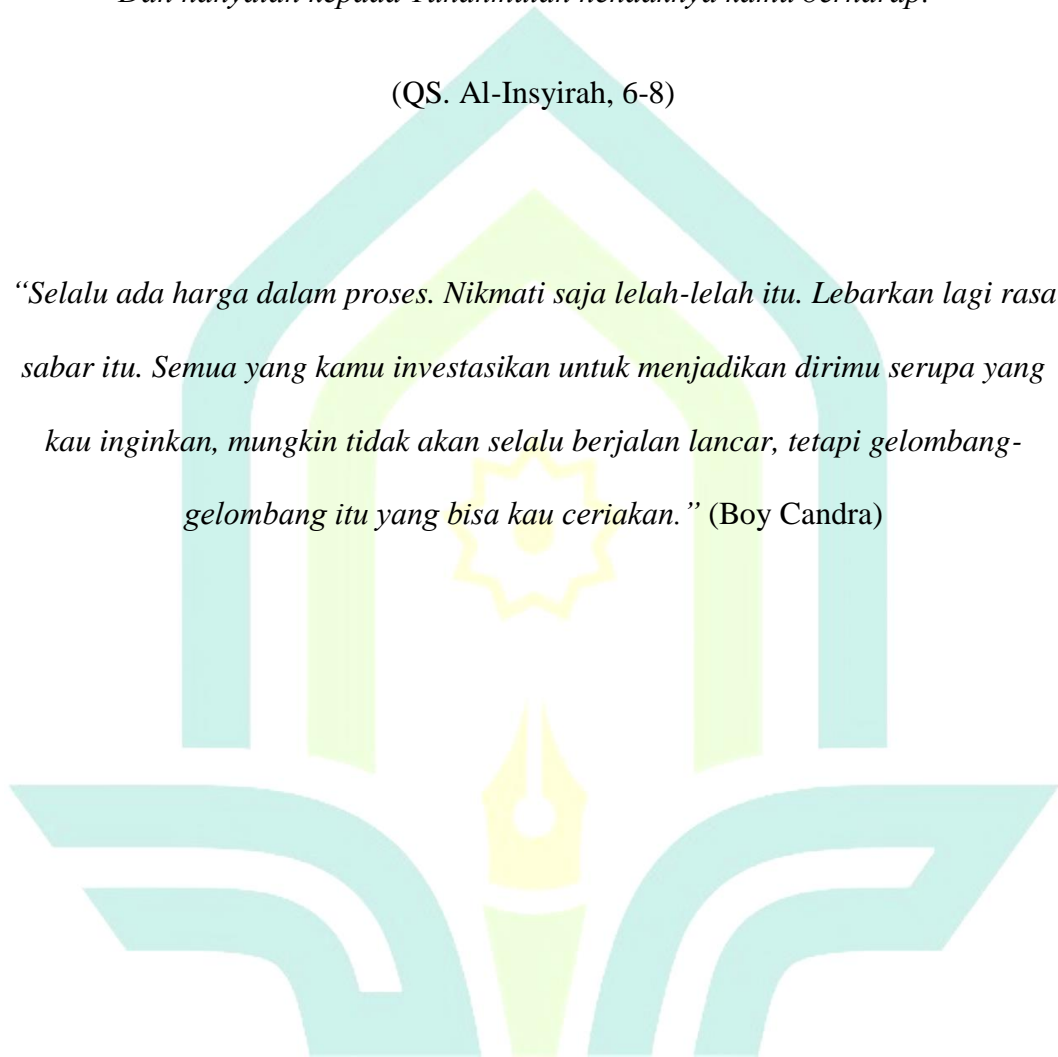 Dan hanyalah kepada Tuhanmulah hendaknya kamu berharap.
(QS. Al-Insyirah, 6-8)
“Selalu ada harga dalam proses. Nikmati saja lelah-lelah itu. Lebarkan lagi rasa
sabar itu. Semua yang kamu investasikan untuk menjadikan dirimu serupa yang
kau inginkan, mungkin tidak akan selalu berjalan lancar, tetapi gelombang-
gelombang itu yang bisa kau ceriakan.” (Boy Candra)